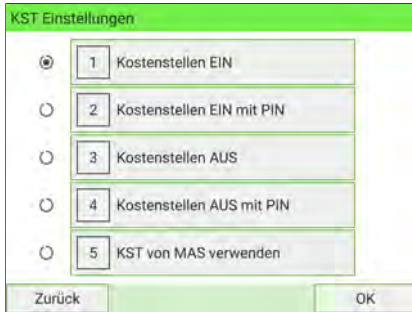 KST Einstellungen
1 Kostenstellen EIN
2 Kostenstellen EIN mit PIN
3 Kostenstellen AUS
4 Kostenstellen AUS mit PIN
5 KST von MAS verwenden
Zurück OK